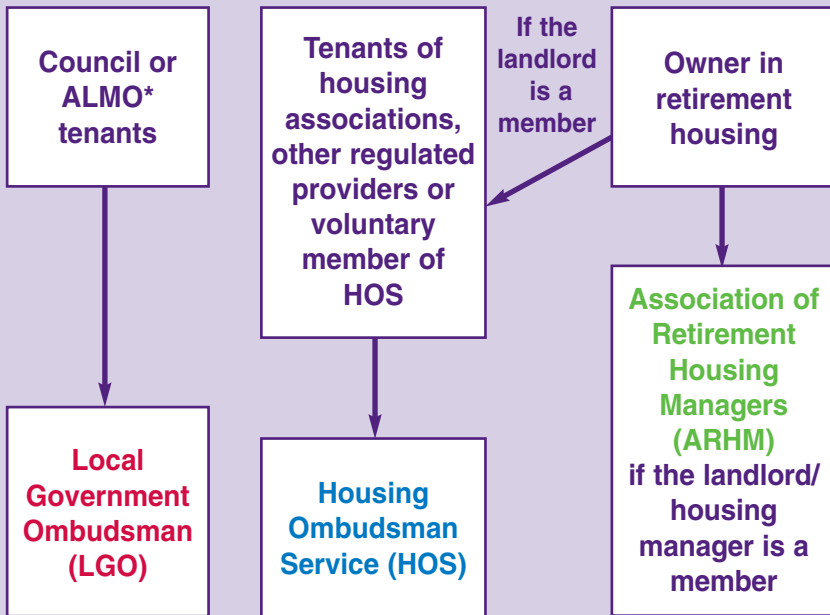 Council or
ALMO*
tenants
Tenants of
housing
associations,
other regulated
providers or
voluntary
member of
HOS
If the
landlord
is a
member
Owner in
retirement
housing
Local
Government
Ombudsman
(LGO)
Housing
Ombudsman
Service (HOS)
Association of
Retirement
Housing
Managers
(ARHM)
if the landlord/
housing
manager is a
member